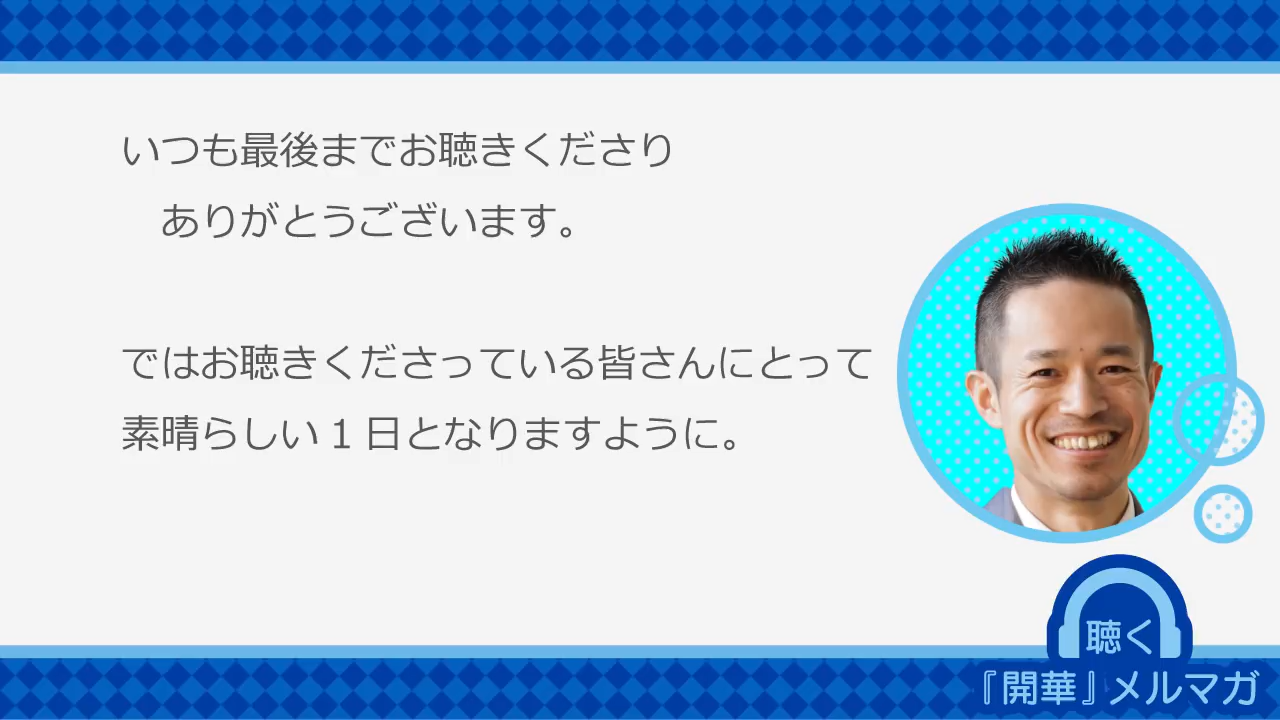 いつも最後までお聴きくださり
ありがとうございます。
ではお聴きくださっている皆さんにとって
素晴らしい１日となりますように。
聴く
『開華』メルマガ